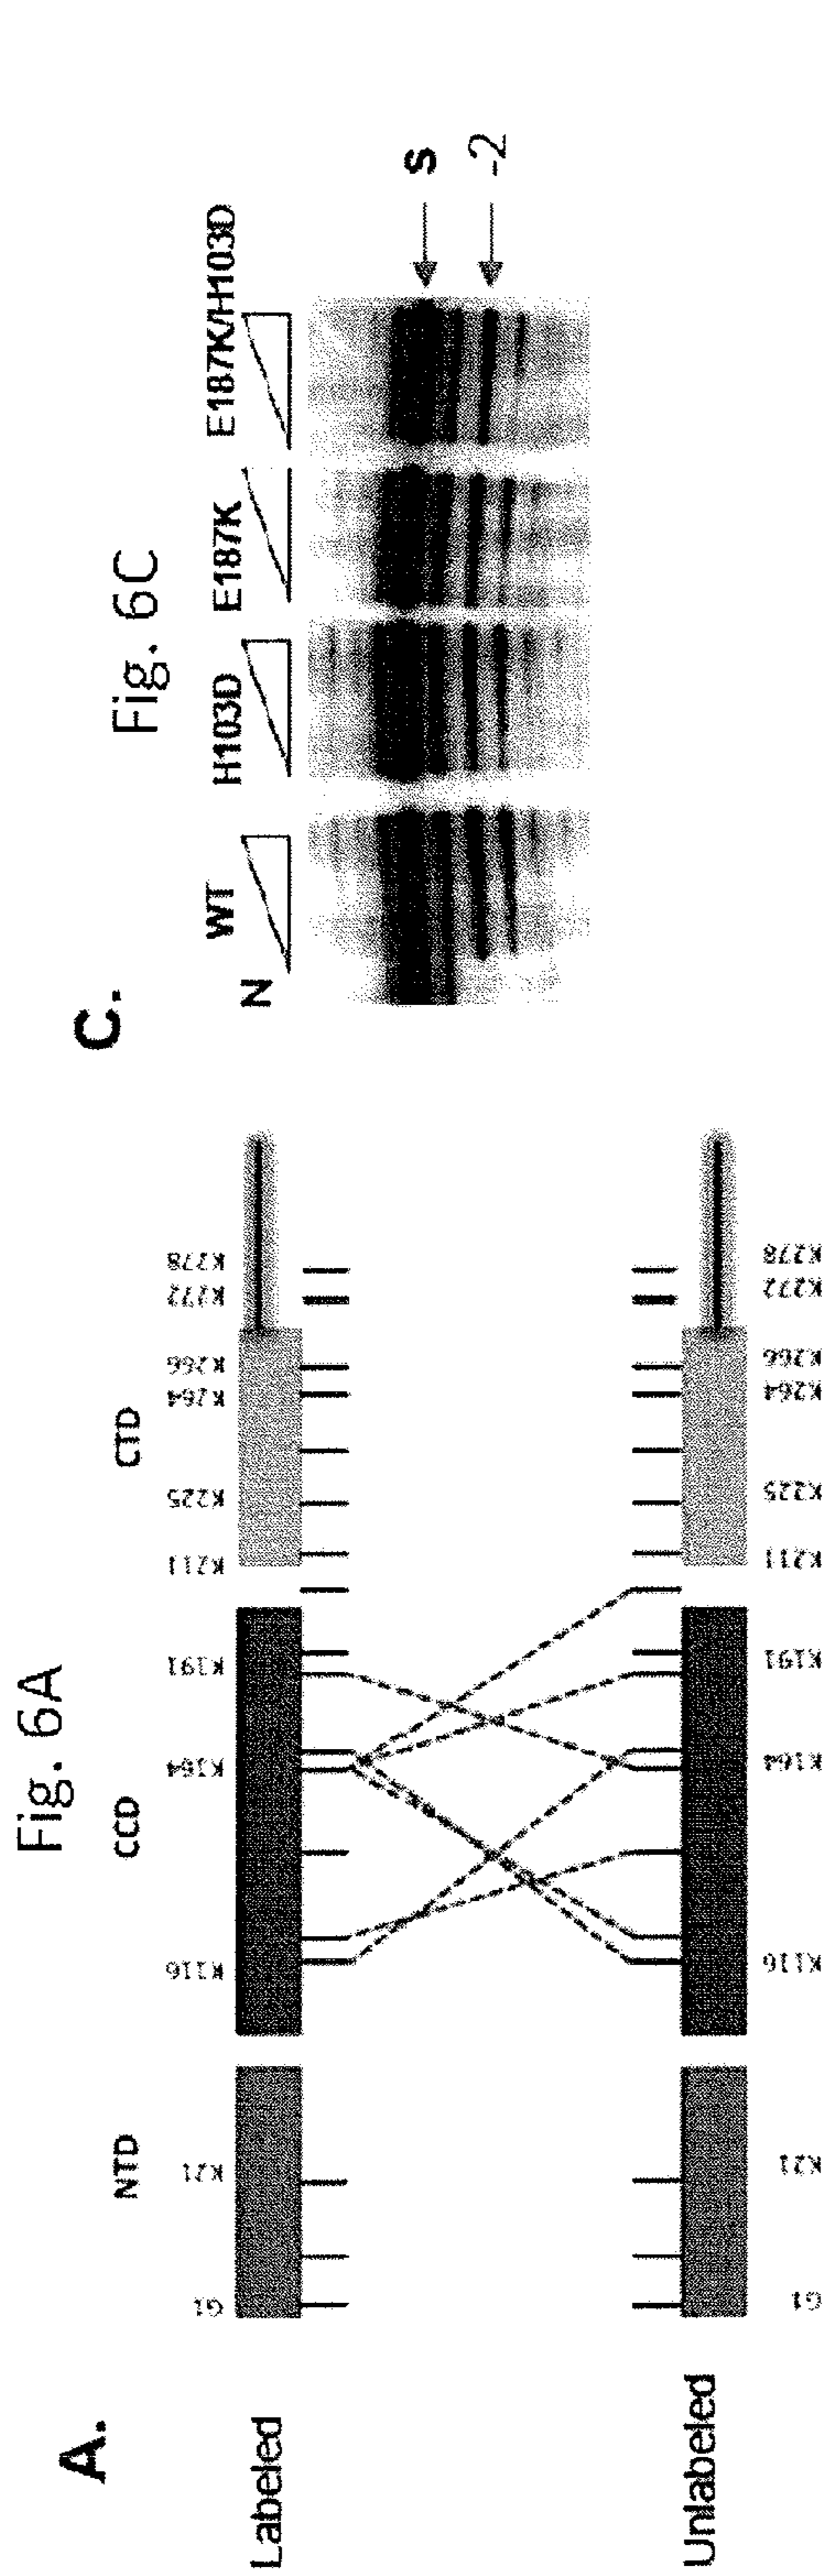 Fig. 6A
A.
NTD CCD CTD
G1 K21 K116 K164 K191 K211 K225 K264 K266 K272 K278
Labeled
Unlabeled
G1 K21 K116 K164 K191 K211 K225 K264 K266 K272 K278
Fig. 6C
C.
N WT H103D E187K E187K/H103D
S
-2